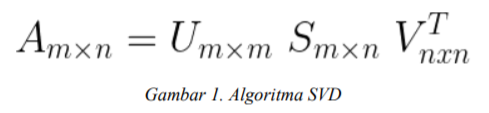 A_{m×n} = U_{m×m} S_{m×n} V^T_{nxn}
Gambar 1. Algoritma SVD